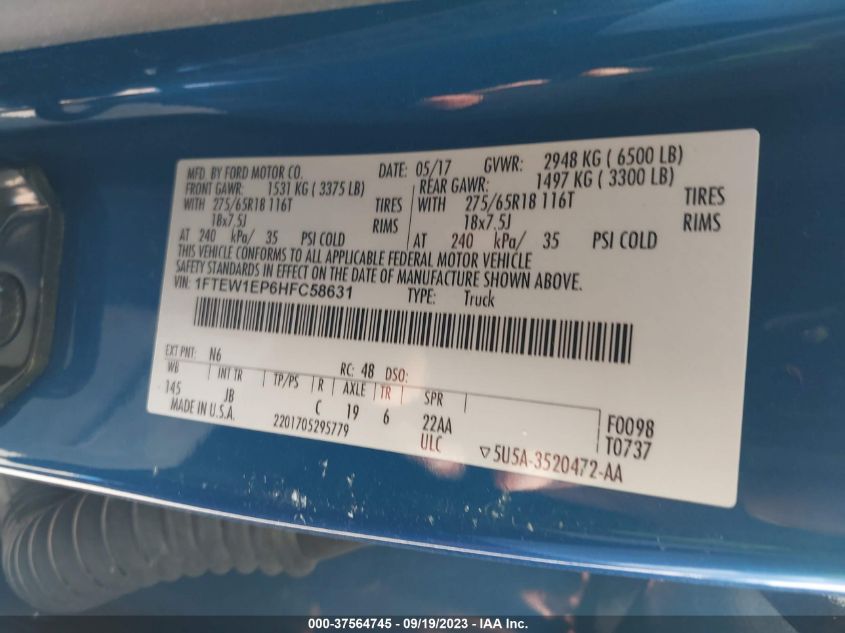 MFD. BY FORD MOTOR CO. DATE: 05/17 GVWR: 2948 KG ( 6500 LB)
FRONT GAWR: 1531 KG ( 3375 LB) REAR GAWR: 1497 KG ( 3300 LB)
WITH 275/65R18 116T TIRES WITH 275/65R18 116T TIRES
18x7.5J RIMS 18x7.5J RIMS
AT 240 kPa/ 35 PSI COLD AT 240 kPa/ 35 PSI COLD
THIS VEHICLE CONFORMS TO ALL APPLICABLE FEDERAL MOTOR VEHICLE
SAFETY STANDARDS IN EFFECT ON THE DATE OF MANUFACTURE SHOWN ABOVE.
VIN: 1FTEW1EP6HFC58631 TYPE: Truck
EXT PNT: N6 RC: 48 DSO:
WB INT TR TP/PS R AXLE TR SPR
145 JB C 19 6 22AA F0098
MADE IN U.S.A. 2201705295779 ULC T0737
▽5U5A-3520472-AA
000-37564745 - 09/19/2023 - IAA Inc.